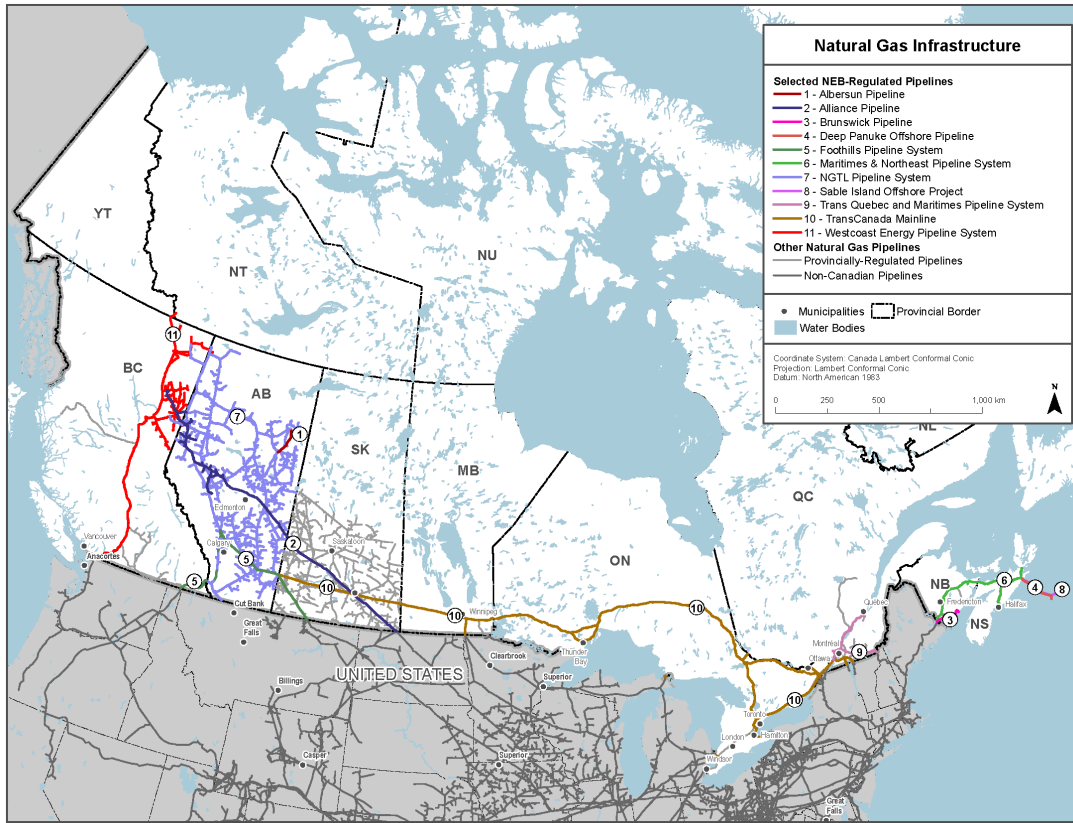 Natural Gas Infrastructure
Selected NEB-Regulated Pipelines
1 - Albersun Pipeline
2 - Alliance Pipeline
3 - Brunswick Pipeline
4 - Deep Panuke Offshore Pipeline
5 - Foothills Pipeline System
6 - Maritimes & Northeast Pipeline System
7 - NGTL Pipeline System
8 - Sable Island Offshore Project
9 - Trans Quebec and Maritimes Pipeline System
10 - TransCanada Mainline
11 - Westcoast Energy Pipeline System
Other Natural Gas Pipelines
Provincially-Regulated Pipelines
Non-Canadian Pipelines
Municipalities
Provincial Border
Water Bodies
Coordinate System: Canada Lambert Conformal Conic
Projection: Lambert Conformal Conic
Datum: North American 1983
N
0 250 500 1,000 km
YT
NT
NU
11
BC
AB
7
1
SK
MB
NL
QC
ON
Edmonton
Calgary
2
Saskatoon
5
5
10
Vancouver
Anacortes
Cut Bank
Great
Falls
10
Winnipeg
10
Thunder
Bay
Clearbrook
Superior
UNITED STATES
Billings
Casper
Superior
Québec
Montréal
Ottawa
9
10
Toronto
Hamilton
London
Windsor
NB
Fredericton
6
4
8
Halifax
3
NS
Great
Falls